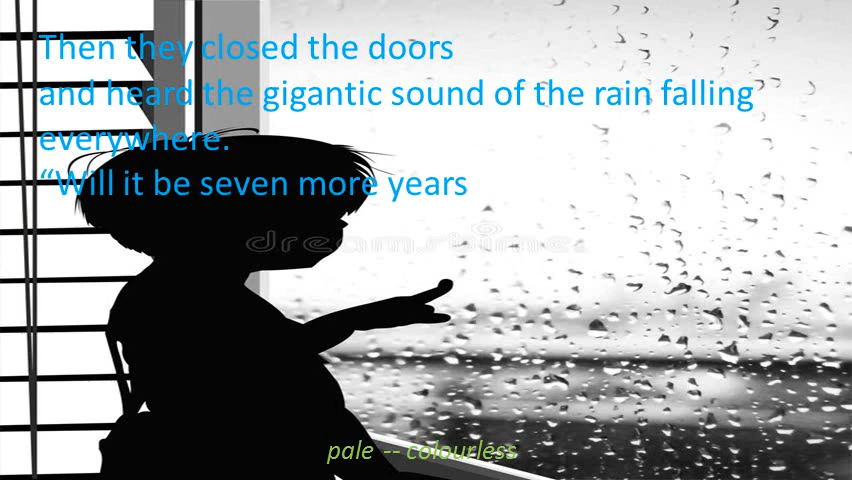 Then they closed the doors
and heard the gigantic sound of the rain falling
everywhere.
“Will it be seven more years
dreamstime
pale -- colourless